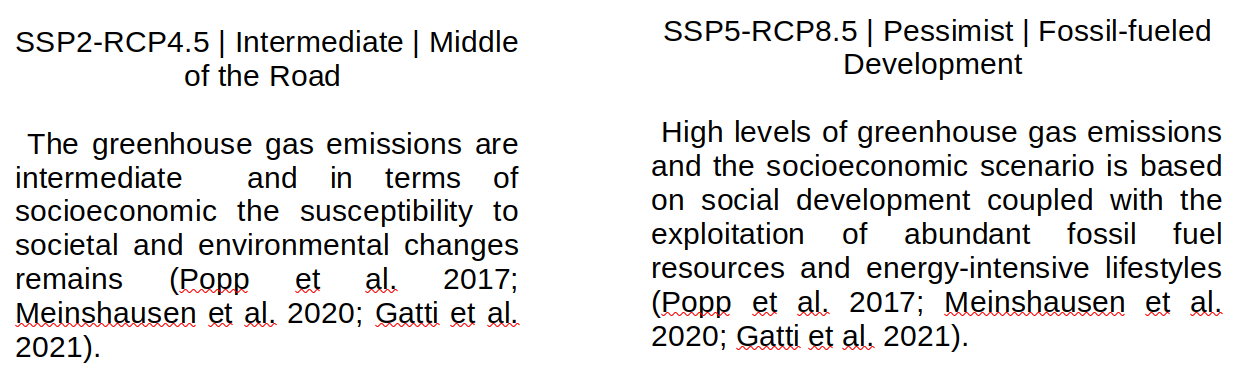 SSP2-RCP4.5 | Intermediate | Middle
of the Road
The greenhouse gas emissions are
intermediate and in terms of
socioeconomic the susceptibility to
societal and environmental changes
remains (Popp et al. 2017;
Meinshausen et al. 2020; Gatti et al.
2021).
SSP5-RCP8.5 | Pessimist | Fossil-fueled
Development
High levels of greenhouse gas emissions
and the socioeconomic scenario is based
on social development coupled with the
exploitation of abundant fossil fuel
resources and energy-intensive lifestyles
(Popp et al. 2017; Meinshausen et al.
2020; Gatti et al. 2021).